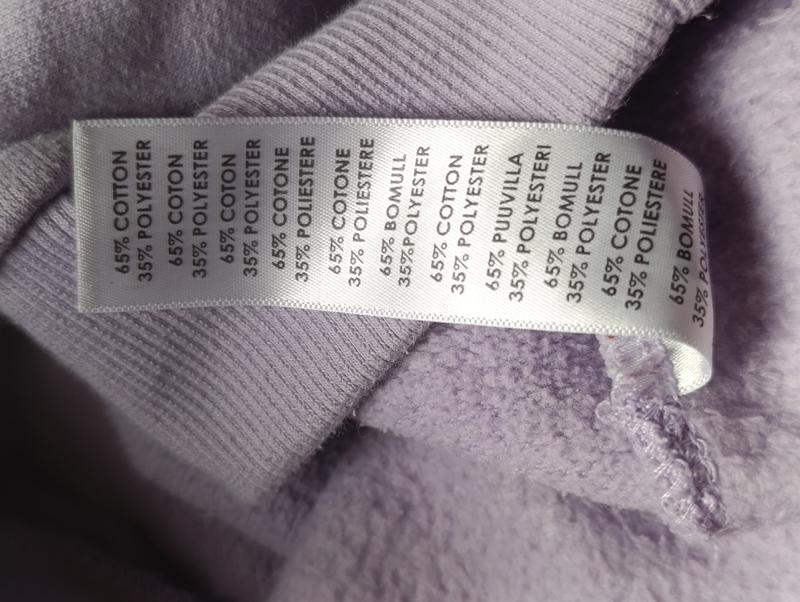 65% COTTON
35% POLYESTER
65% COTON
35% POLYESTER
65% COTON
35% POLYESTER
65% COTONE
35% POLIESTERE
65% COTONE
35% POLIESTERE
65% BOMULL
35%POLYESTER
65% COTTON
35% POLYESTER
65% PUUVILLA
35% POLYESTERI
65% BOMULL
35% POLYESTER
65% COTONE
35% POLIESTERE
65% BOMULL
35% POLYESTER